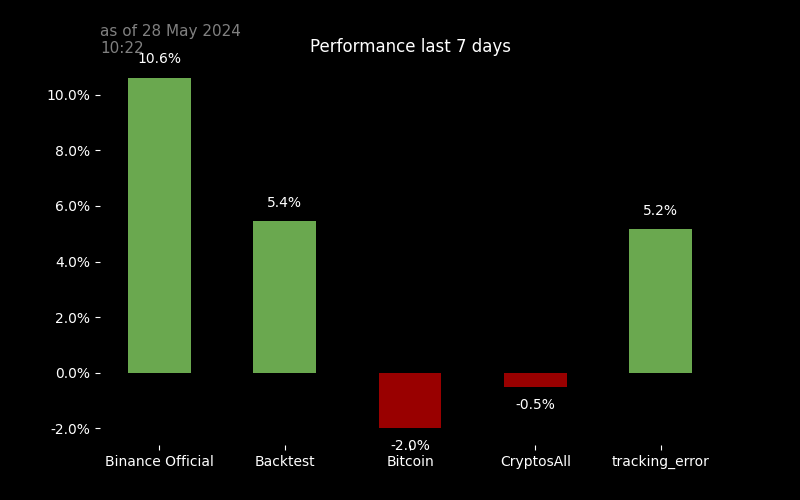 as of 28 May 2024
10:22
Performance last 7 days
10.6%
5.4%
-2.0%
-0.5%
5.2%
10.0%
8.0%
6.0%
4.0%
2.0%
0.0%
-2.0%
Binance Official
Backtest
Bitcoin
CryptosAll
tracking_error